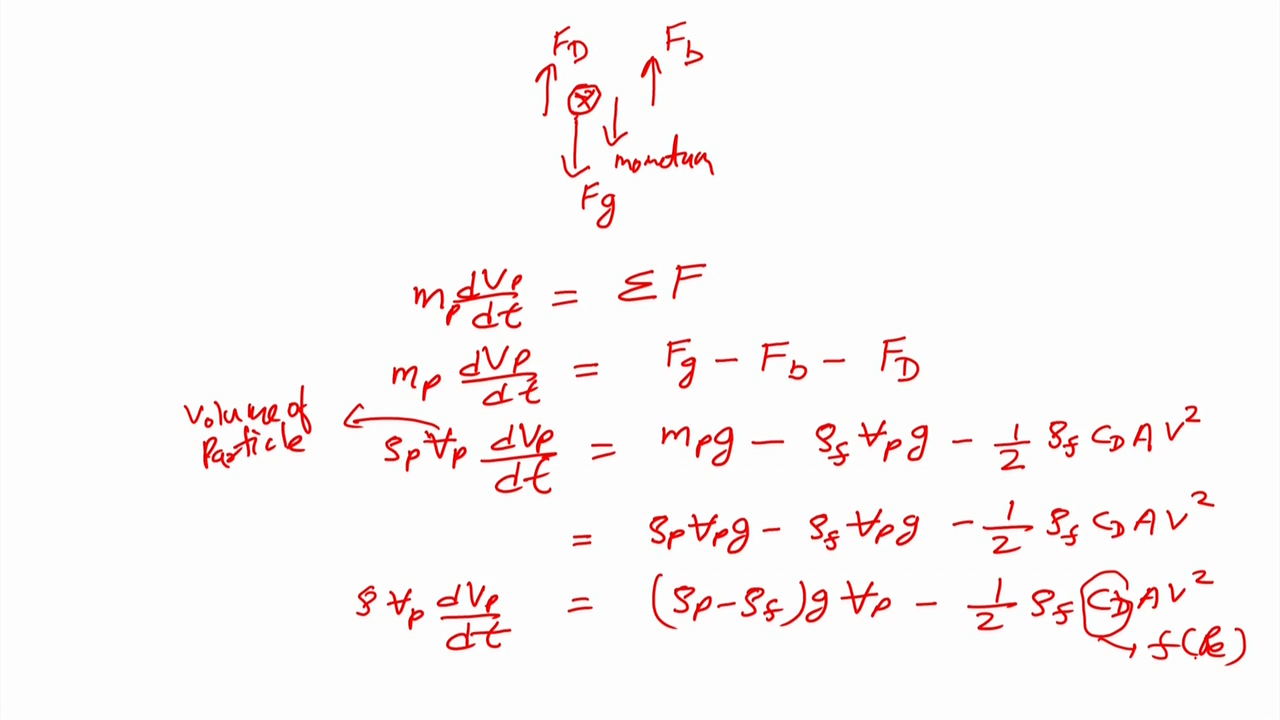 F_D F_b
momentum
F_g
m_p dV_p/dt = Σ F
m_p dV_p/dt = F_g − F_b − F_D
Volume of
Particle
ρ_p ∀_p dV_p/dt = m_p g − ρ_f ∀_p g − 1/2 ρ_f C_D A V²
= ρ_p ∀_p g − ρ_f ∀_p g − 1/2 ρ_f C_D A V²
ρ ∀_p dV_p/dt = (ρ_p − ρ_f) g ∀_p − 1/2 ρ_f C_D A V²
→ f(Re)